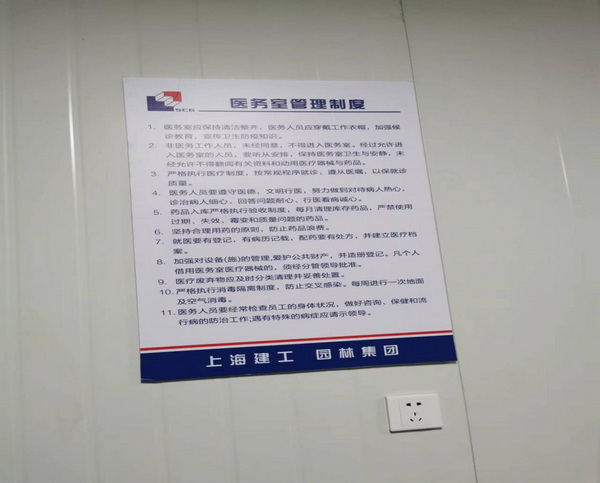 SCG
医务室管理制度
1. 医务室应保持清洁整齐，医务人员应穿戴工作衣帽，加强候
诊教育，宣传卫生防疫知识。
2. 非医务工作人员，未经同意，不得进入医务室。经过允许进
入医务室的人员，要听从安排，保持医务室卫生与安静，未
经允许不得翻阅有关资料和动用医疗器械与药品。
3. 严格执行医疗制度，按常规程序就诊，遵从医嘱，以保就诊
质量。
4. 医务人员要遵守医德，文明行医，努力做到对待病人热心，
诊治病人细心，回答问题耐心，行医看病诚心。
5. 药品入库严格执行验收制度，每月清理库存药品，严禁使用
过期、失效、霉变和质量问题的药品。
6. 坚持合理用药的原则，防止药品浪费。
7. 就医要有登记，有病历记载，配药要有处方，并建立医疗档
案。
8. 加强对设备(施)的管理,爱护公共财产，并造册登记。凡个人
借用医务室医疗器械的，须经分管领导批准。
9. 医疗废弃物应及时分类清理并妥善处置。
10. 严格执行消毒隔离制度，防止交叉感染。每周进行一次地面
及空气消毒。
11. 医务人员要经常检查员工的身体状况，做好咨询、保健和流
行病的防治工作;遇有特殊的病症应请示领导。
上海建工 园林集团